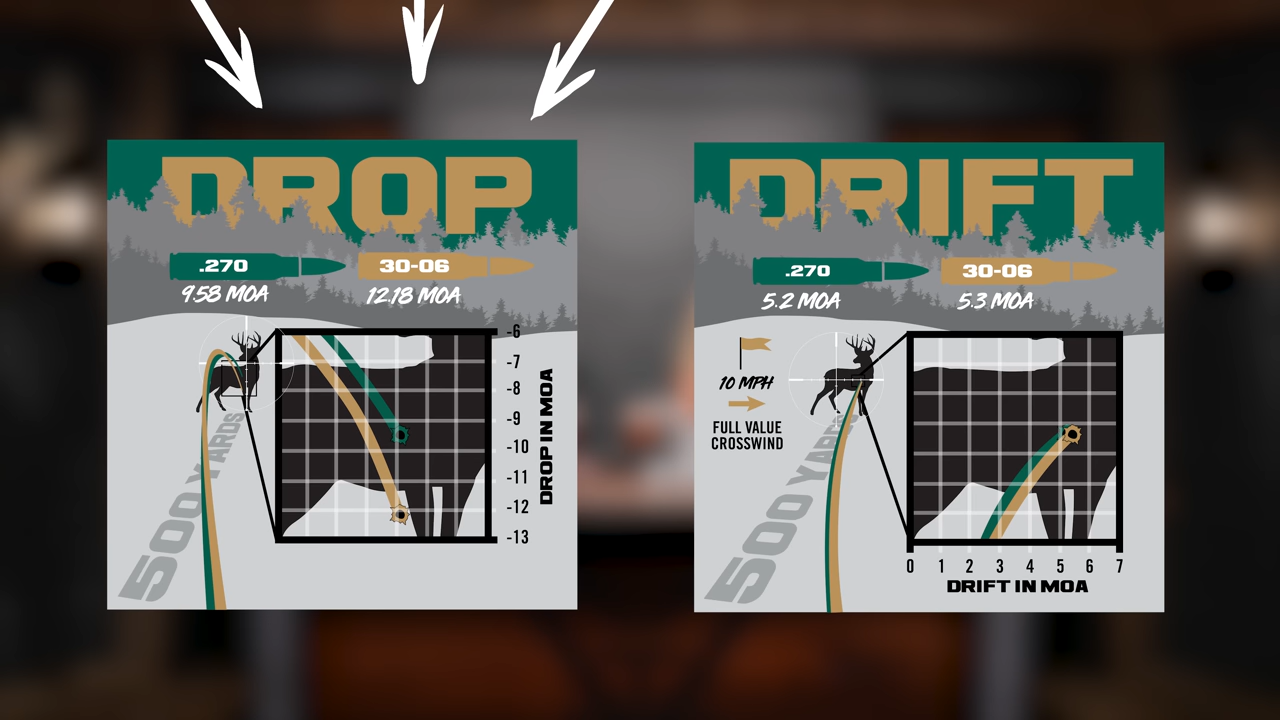 DROP
.270
30-06
9.58 MOA
12.18 MOA
500 YARDS
-6
-7
-8
-9
-10
-11
-12
-13
DROP IN MOA
DRIFT
.270
30-06
5.2 MOA
5.3 MOA
10 MPH
FULL VALUE
CROSSWIND
500 YARDS
0 1 2 3 4 5 6 7
DRIFT IN MOA